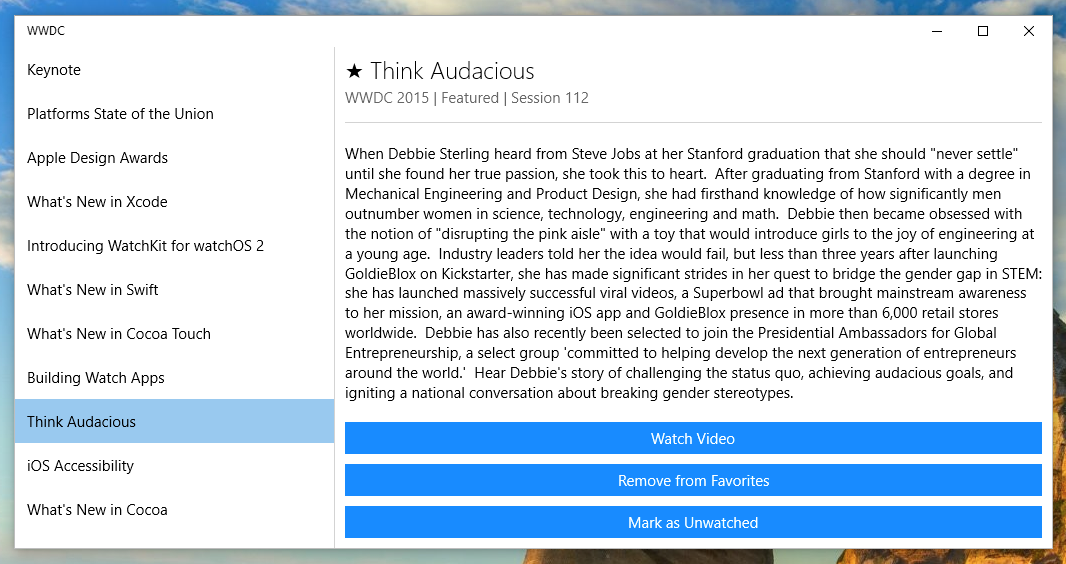 WWDC
Keynote
Platforms State of the Union
Apple Design Awards
What's New in Xcode
Introducing WatchKit for watchOS 2
What's New in Swift
What's New in Cocoa Touch
Building Watch Apps
Think Audacious
iOS Accessibility
What's New in Cocoa
★ Think Audacious
WWDC 2015 | Featured | Session 112
When Debbie Sterling heard from Steve Jobs at her Stanford graduation that she should "never settle"
until she found her true passion, she took this to heart.  After graduating from Stanford with a degree in
Mechanical Engineering and Product Design, she had firsthand knowledge of how significantly men
outnumber women in science, technology, engineering and math.  Debbie then became obsessed with
the notion of "disrupting the pink aisle" with a toy that would introduce girls to the joy of engineering at
a young age.  Industry leaders told her the idea would fail, but less than three years after launching
GoldieBlox on Kickstarter, she has made significant strides in her quest to bridge the gender gap in STEM:
she has launched massively successful viral videos, a Superbowl ad that brought mainstream awareness
to her mission, an award-winning iOS app and GoldieBlox presence in more than 6,000 retail stores
worldwide.  Debbie has also recently been selected to join the Presidential Ambassadors for Global
Entrepreneurship, a select group 'committed to helping develop the next generation of entrepreneurs
around the world.'  Hear Debbie's story of challenging the status quo, achieving audacious goals, and
igniting a national conversation about breaking gender stereotypes.
Watch Video
Remove from Favorites
Mark as Unwatched